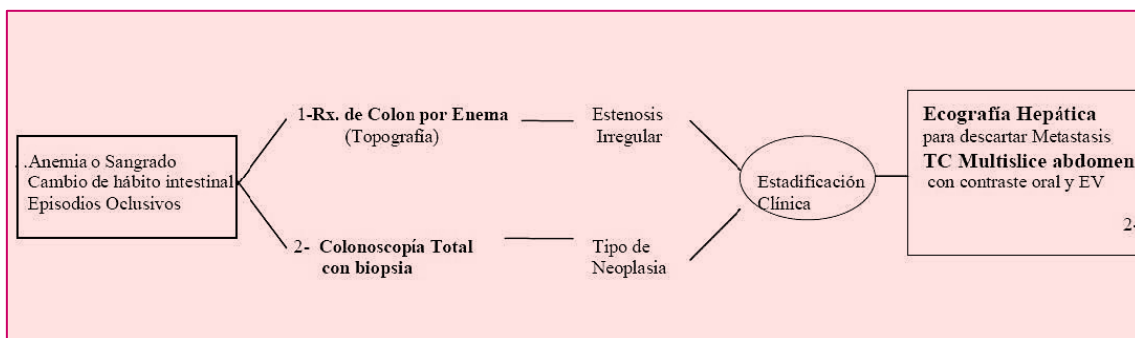 ..Anemia o Sangrado
Cambio de hábito intestinal
Episodios Oclusivos
1-Rx. de Colon por Enema
(Topografía)
2- Colonoscopía Total
con biopsia
Estenosis
Irregular
Tipo de
Neoplasia
Estadificación
Clínica
Ecografía Hepática
para descartar Metastasis
TC Multislice abdomen
con contraste oral y EV
2-